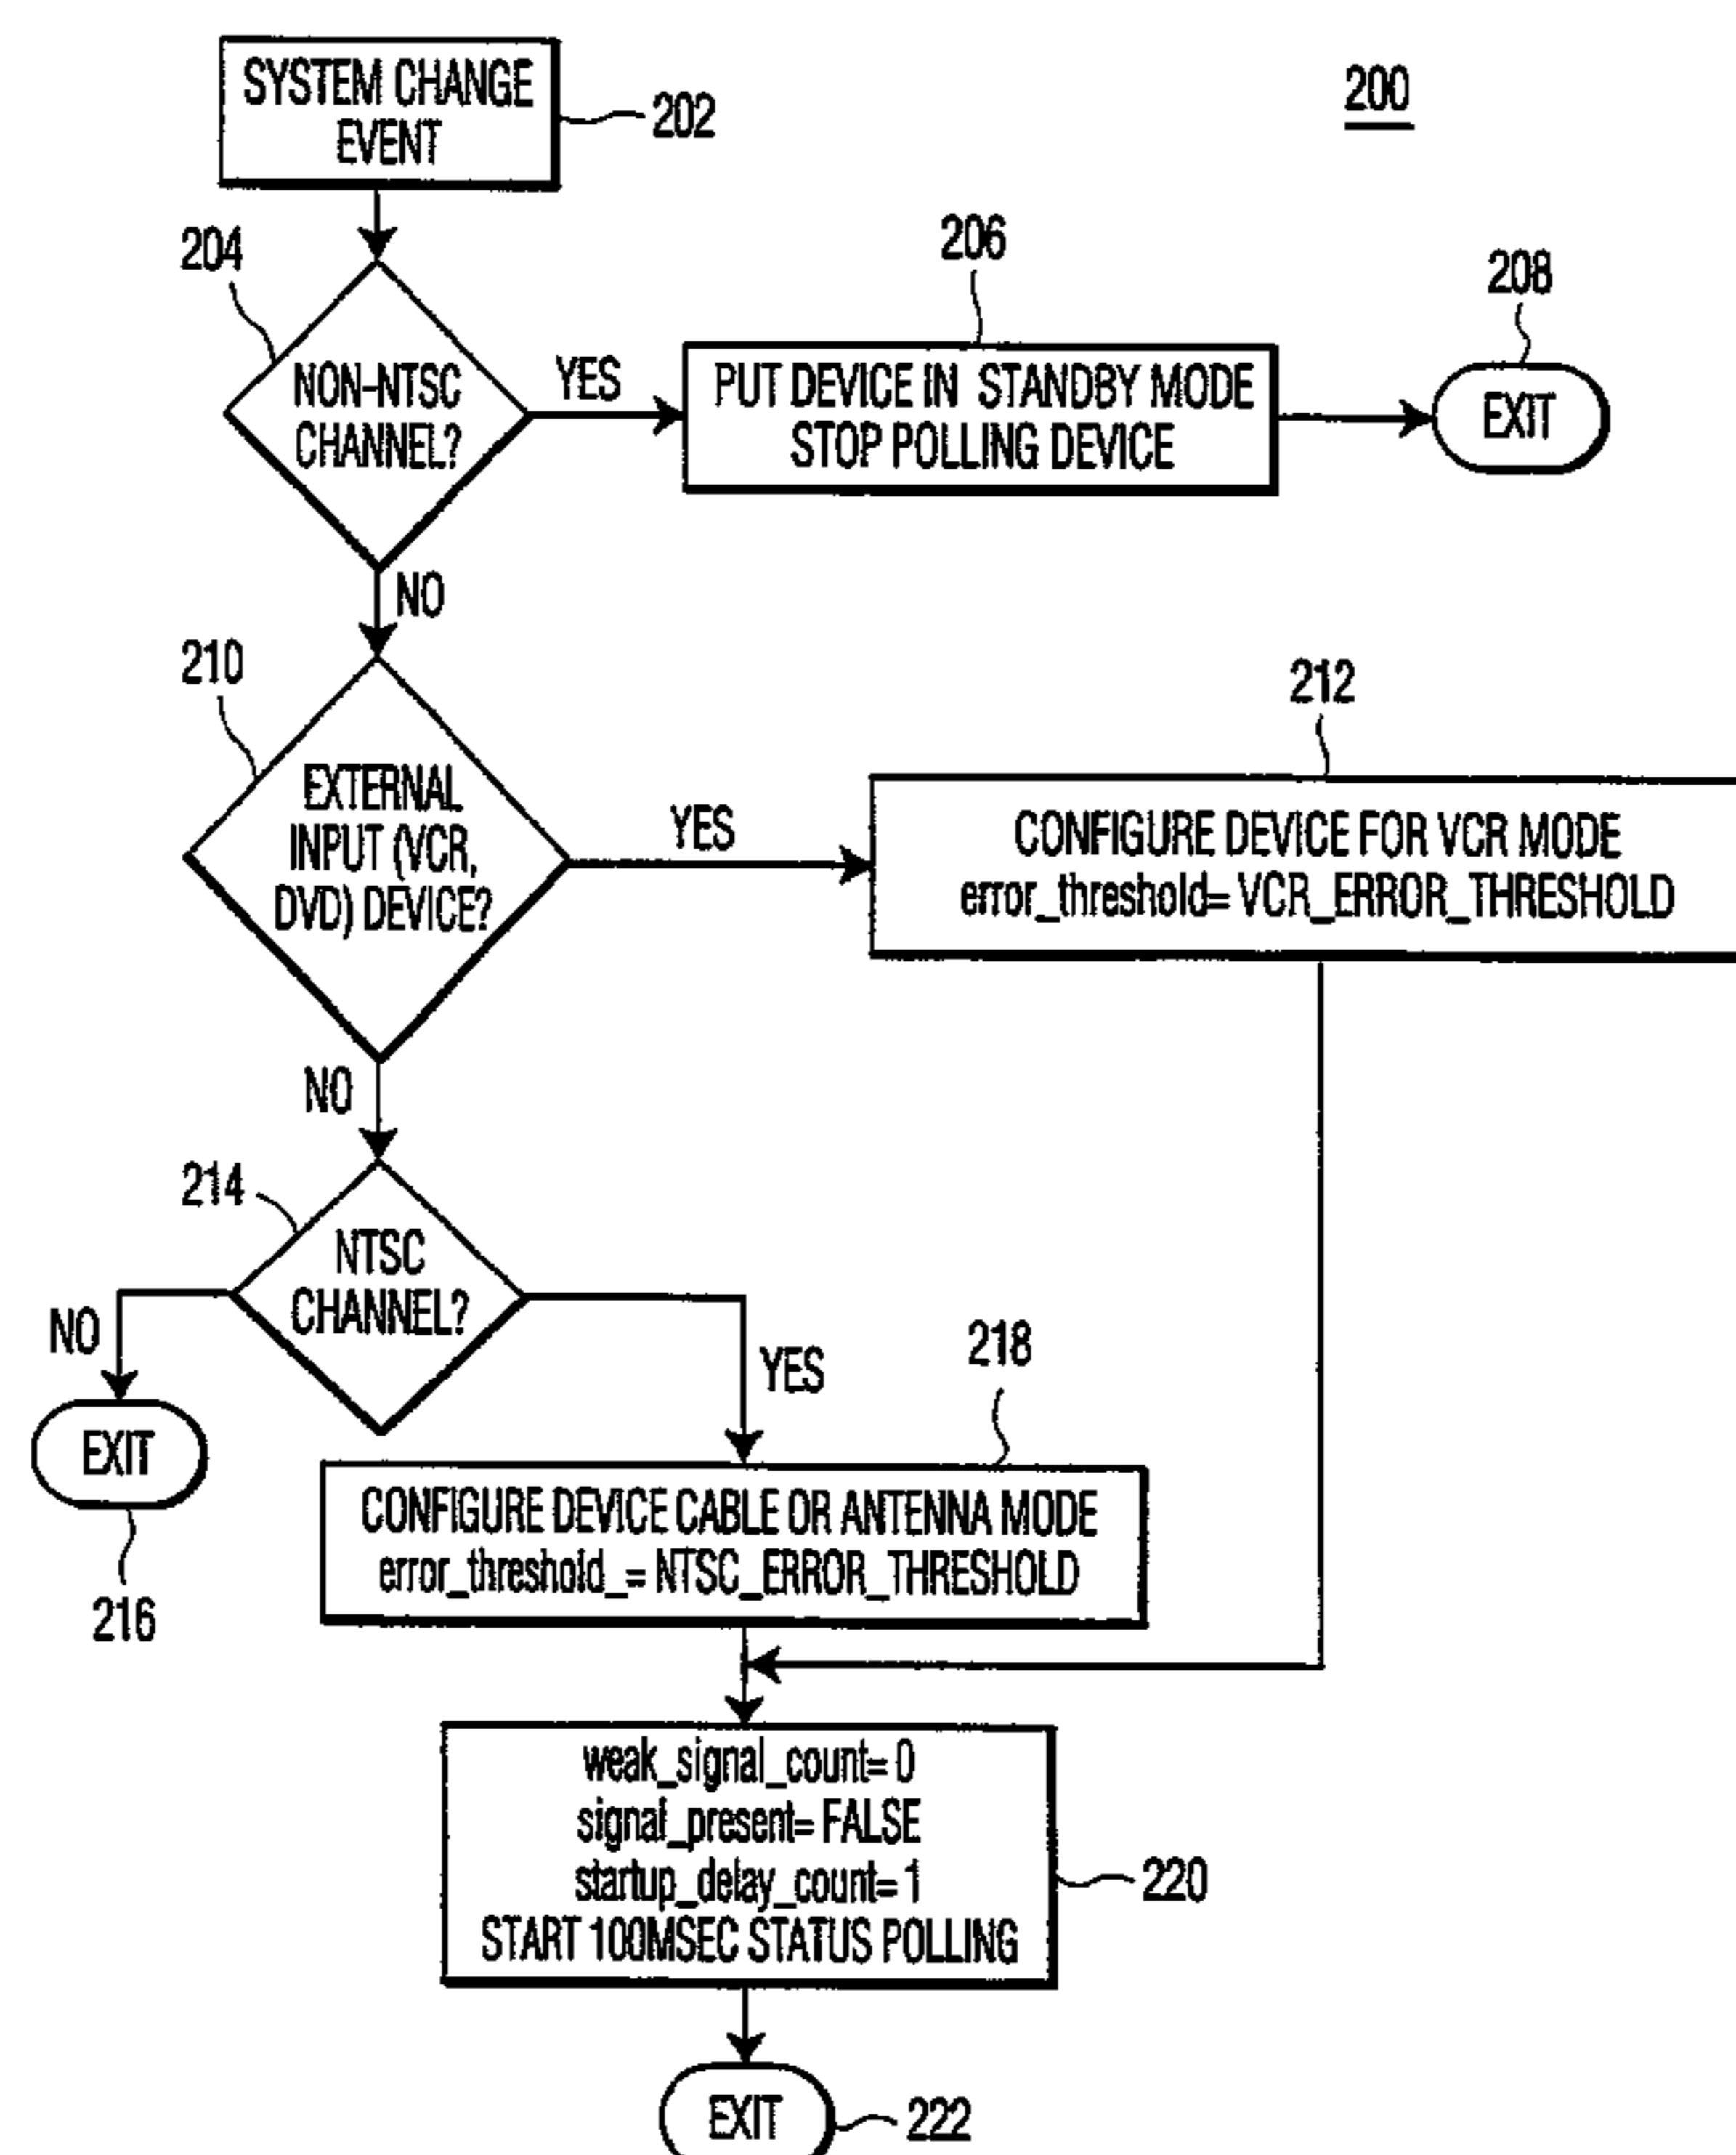 SYSTEM CHANGE
EVENT
202
200
204
NON-NTSC
CHANNEL?
YES
206
PUT DEVICE IN STANDBY MODE
STOP POLLING DEVICE
208
EXIT
NO
210
EXTERNAL
INPUT (VCR,
DVD) DEVICE?
YES
212
CONFIGURE DEVICE FOR VCR MODE
error_threshold= VCR_ERROR_THRESHOLD
NO
214
NTSC
CHANNEL?
NO
EXIT
216
YES
218
CONFIGURE DEVICE CABLE OR ANTENNA MODE
error_threshold_= NTSC_ERROR_THRESHOLD
weak_signal_count= 0
signal_present= FALSE
startup_delay_count= 1
START 100MSEC STATUS POLLING
220
EXIT
222